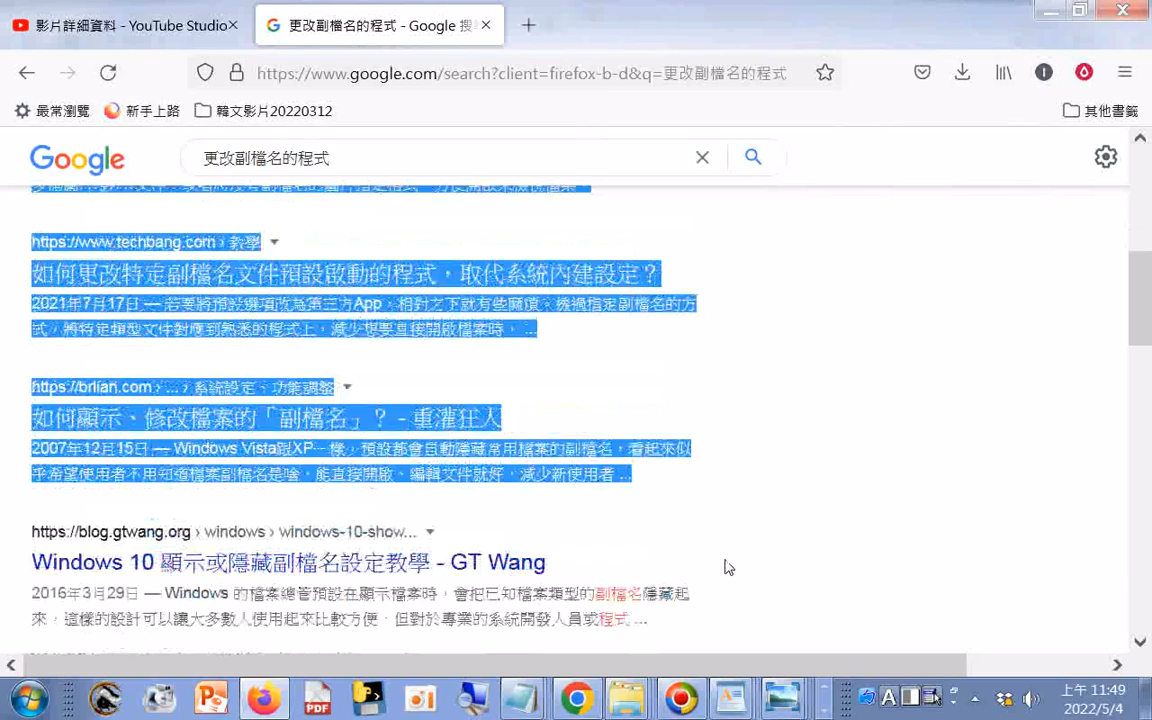 影片詳細資料 - YouTube Studio
更改副檔名的程式 - Google 搜
https://www.google.com/search?client=firefox-b-d&q=更改副檔名的程式
最常瀏覽 新手上路 韓文影片20220312 其他書籤
Google 更改副檔名的程式
https://www.techbang.com › 教學
如何更改特定副檔名文件預設啟動的程式，取代系統內建設定？
2021年7月17日 — 若要將預設選項改為第三方App，相對之下就有些麻煩、透過指定副檔名的方
式，將特定類型文件對應到熟悉的程式上，減少想要直接開啟檔案時， ...
https://briian.com › ... › 系統設定、功能調整
如何顯示、修改檔案的「副檔名」？ - 重灌狂人
2007年12月15日 — Windows Vista跟XP一樣，預設都會自動隱藏常用檔案的副檔名，看起來似
乎希望使用者不用知道檔案副檔名是啥，能直接開啟、編輯文件就好，減少新使用者 ...
https://blog.gtwang.org › windows › windows-10-show...
Windows 10 顯示或隱藏副檔名設定教學 - GT Wang
2016年3月29日 — Windows 的檔案總管預設在顯示檔案時，會把已知檔案類型的副檔名隱藏起
來，這樣的設計可以讓大多數人使用起來比較方便，但對於專業的系統開發人員或程式 ...
PDF
A
上午 11:49
2022/5/4